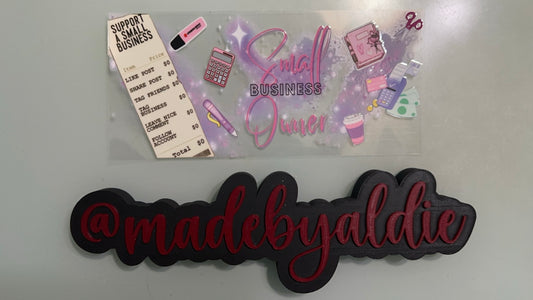 SUPPORT
A SMALL
BUSINESS
Item Price
LIKE POST $0
SHARE POST $0
TAG FRIENDS $0
TAG
BUSINESS $0
LEAVE NICE
COMMENT $0
FOLLOW
ACCOUNT $0
Total $0
Small
BUSINESS
Owner
@madebyaldie